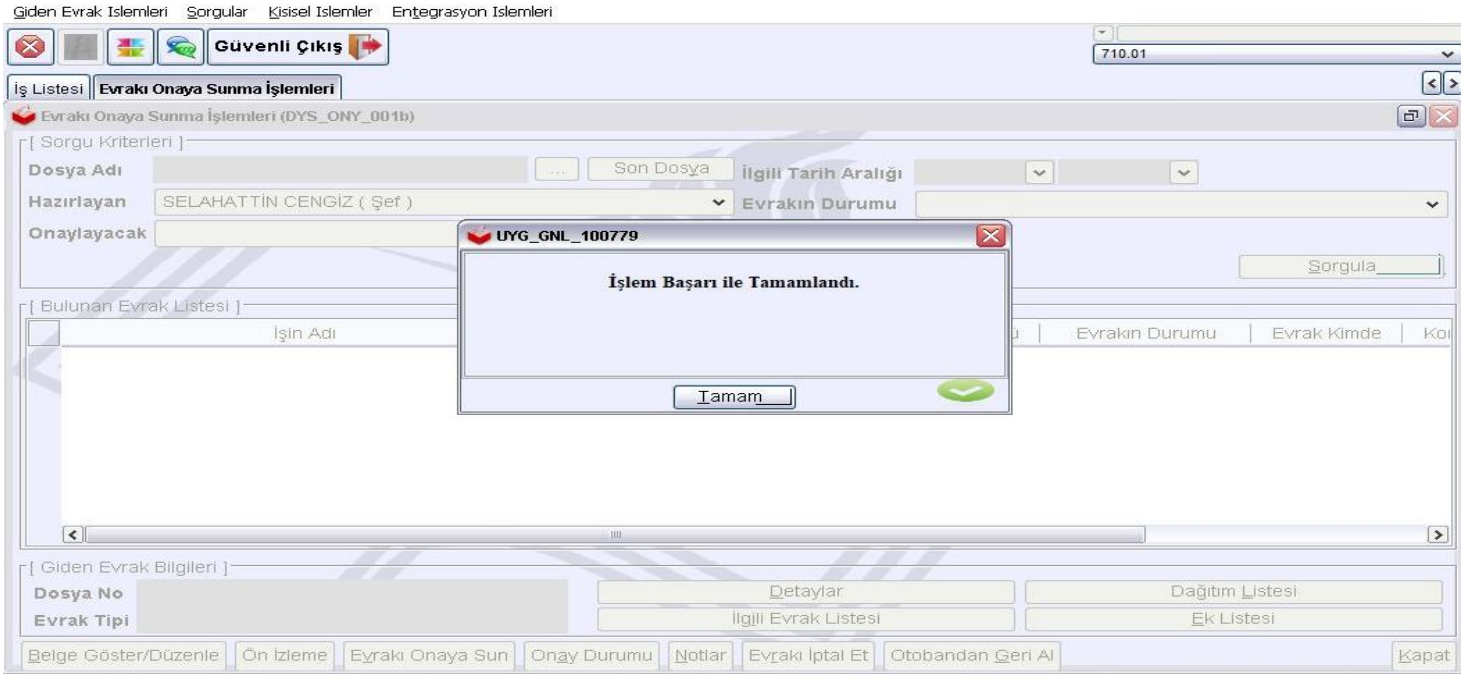 Giden Evrak Islemleri Sorgular Kisisel Islemler Entegrasyon Islemleri
Güvenli Çıkış
710.01
İş Listesi Evrakı Onaya Sunma İşlemleri
Evrakı Onaya Sunma İşlemleri (DYS_ONY_001b)
[ Sorgu Kriterleri ]
Dosya Adı ... Son Dosya İlgili Tarih Aralığı
Hazırlayan SELAHATTİN CENGİZ ( Şef ) Evrakın Durumu
Onaylayacak
UYG_GNL_100779
İşlem Başarı ile Tamamlandı.
Sorgula
[ Bulunan Evrak Listesi ]
İşin Adı Evrakın Durumu Evrak Kimde
Tamam
[ Giden Evrak Bilgileri ]
Dosya No Detaylar Dağıtım Listesi
Evrak Tipi İlgili Evrak Listesi Ek Listesi
Belge Göster/Düzenle Ön İzleme Evrakı Onaya Sun Onay Durumu Notlar Evrakı İptal Et Otobandan Geri Al Kapat